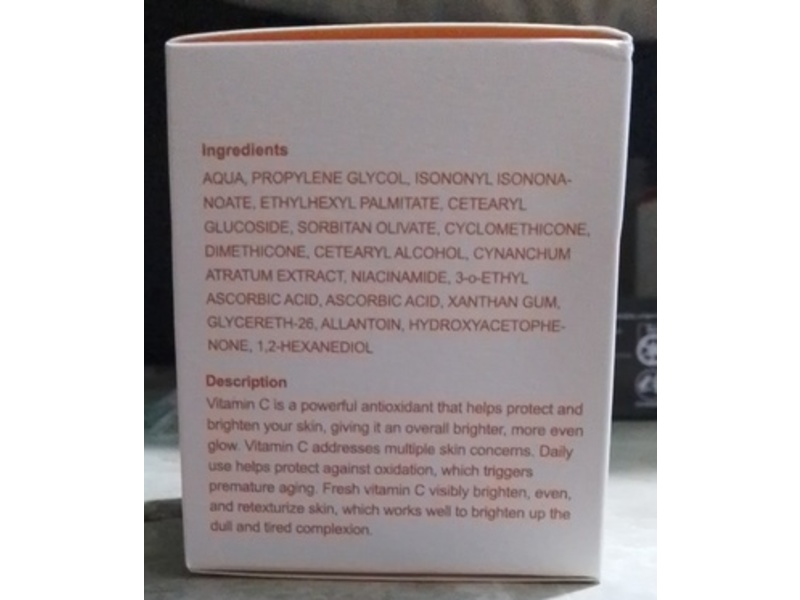 Ingredients
AQUA, PROPYLENE GLYCOL, ISONONYL ISONONA-
NOATE, ETHYLHEXYL PALMITATE, CETEARYL
GLUCOSIDE, SORBITAN OLIVATE, CYCLOMETHICONE,
DIMETHICONE, CETEARYL ALCOHOL, CYNANCHUM
ATRATUM EXTRACT, NIACINAMIDE, 3-o-ETHYL
ASCORBIC ACID, ASCORBIC ACID, XANTHAN GUM,
GLYCERETH-26, ALLANTOIN, HYDROXYACETOPHE-
NONE, 1,2-HEXANEDIOL
Description
Vitamin C is a powerful antioxidant that helps protect and
brighten your skin, giving it an overall brighter, more even
glow. Vitamin C addresses multiple skin concerns. Daily
use helps protect against oxidation, which triggers
premature aging. Fresh vitamin C visibly brighten, even,
and retexturize skin, which works well to brighten up the
dull and tired complexion.